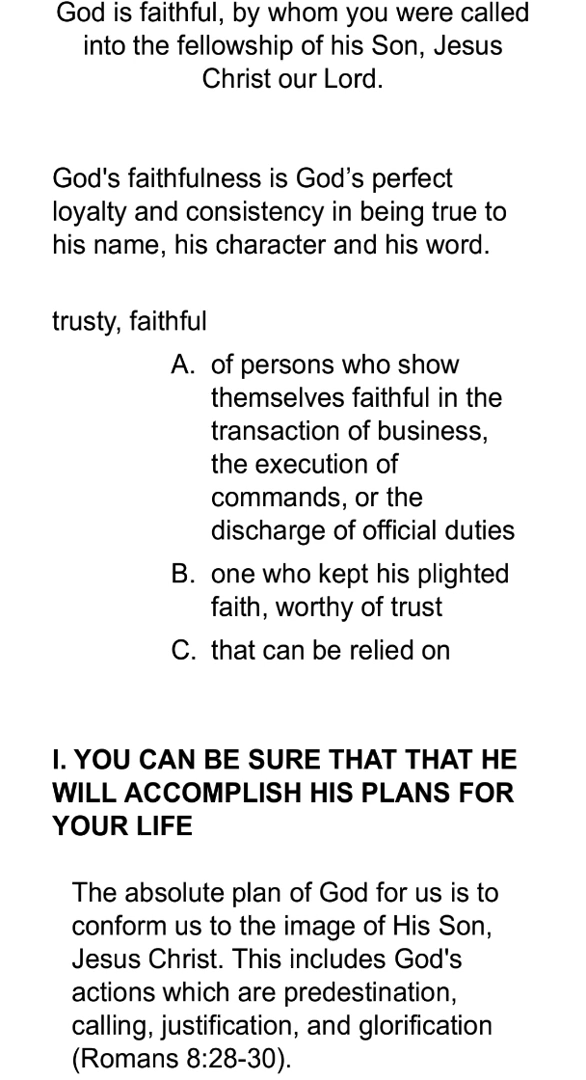 God is faithful, by whom you were called
into the fellowship of his Son, Jesus
Christ our Lord.
God's faithfulness is God’s perfect
loyalty and consistency in being true to
his name, his character and his word.
trusty, faithful
A. of persons who show
themselves faithful in the
transaction of business,
the execution of
commands, or the
discharge of official duties
B. one who kept his plighted
faith, worthy of trust
C. that can be relied on
I. YOU CAN BE SURE THAT THAT HE
WILL ACCOMPLISH HIS PLANS FOR
YOUR LIFE
The absolute plan of God for us is to
conform us to the image of His Son,
Jesus Christ. This includes God's
actions which are predestination,
calling, justification, and glorification
(Romans 8:28-30).